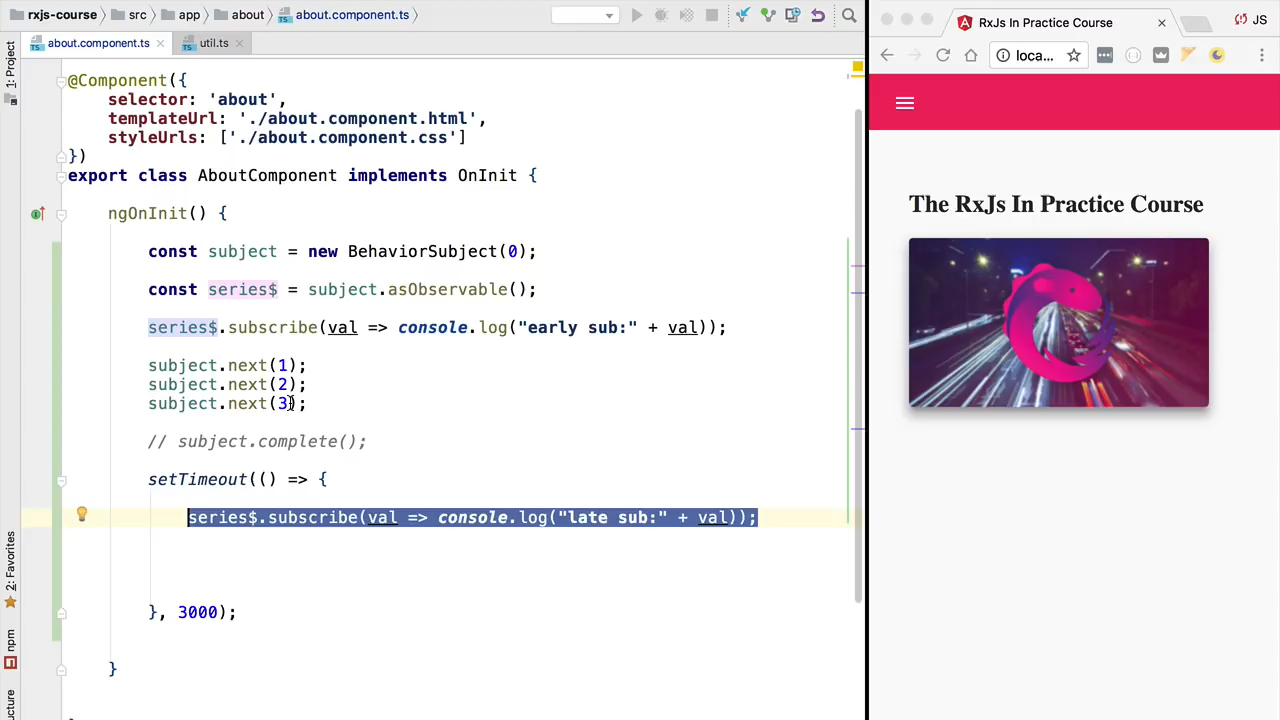 rxjs-course
src
app
about
about.component.ts
about.component.ts
util.ts
1: Project
2: Favorites
npm
ructure
@Component({
selector: 'about',
templateUrl: './about.component.html',
styleUrls: ['./about.component.css']
})
export class AboutComponent implements OnInit {
ngOnInit() {
const subject = new BehaviorSubject(0);
const series$ = subject.asObservable();
series$.subscribe(val => console.log("early sub:" + val));
subject.next(1);
subject.next(2);
subject.next(3);
// subject.complete();
setTimeout(() => {
series$.subscribe(val => console.log("late sub:" + val));
}, 3000);
}
RxJs In Practice Course
JS
loca...
The RxJs In Practice Course